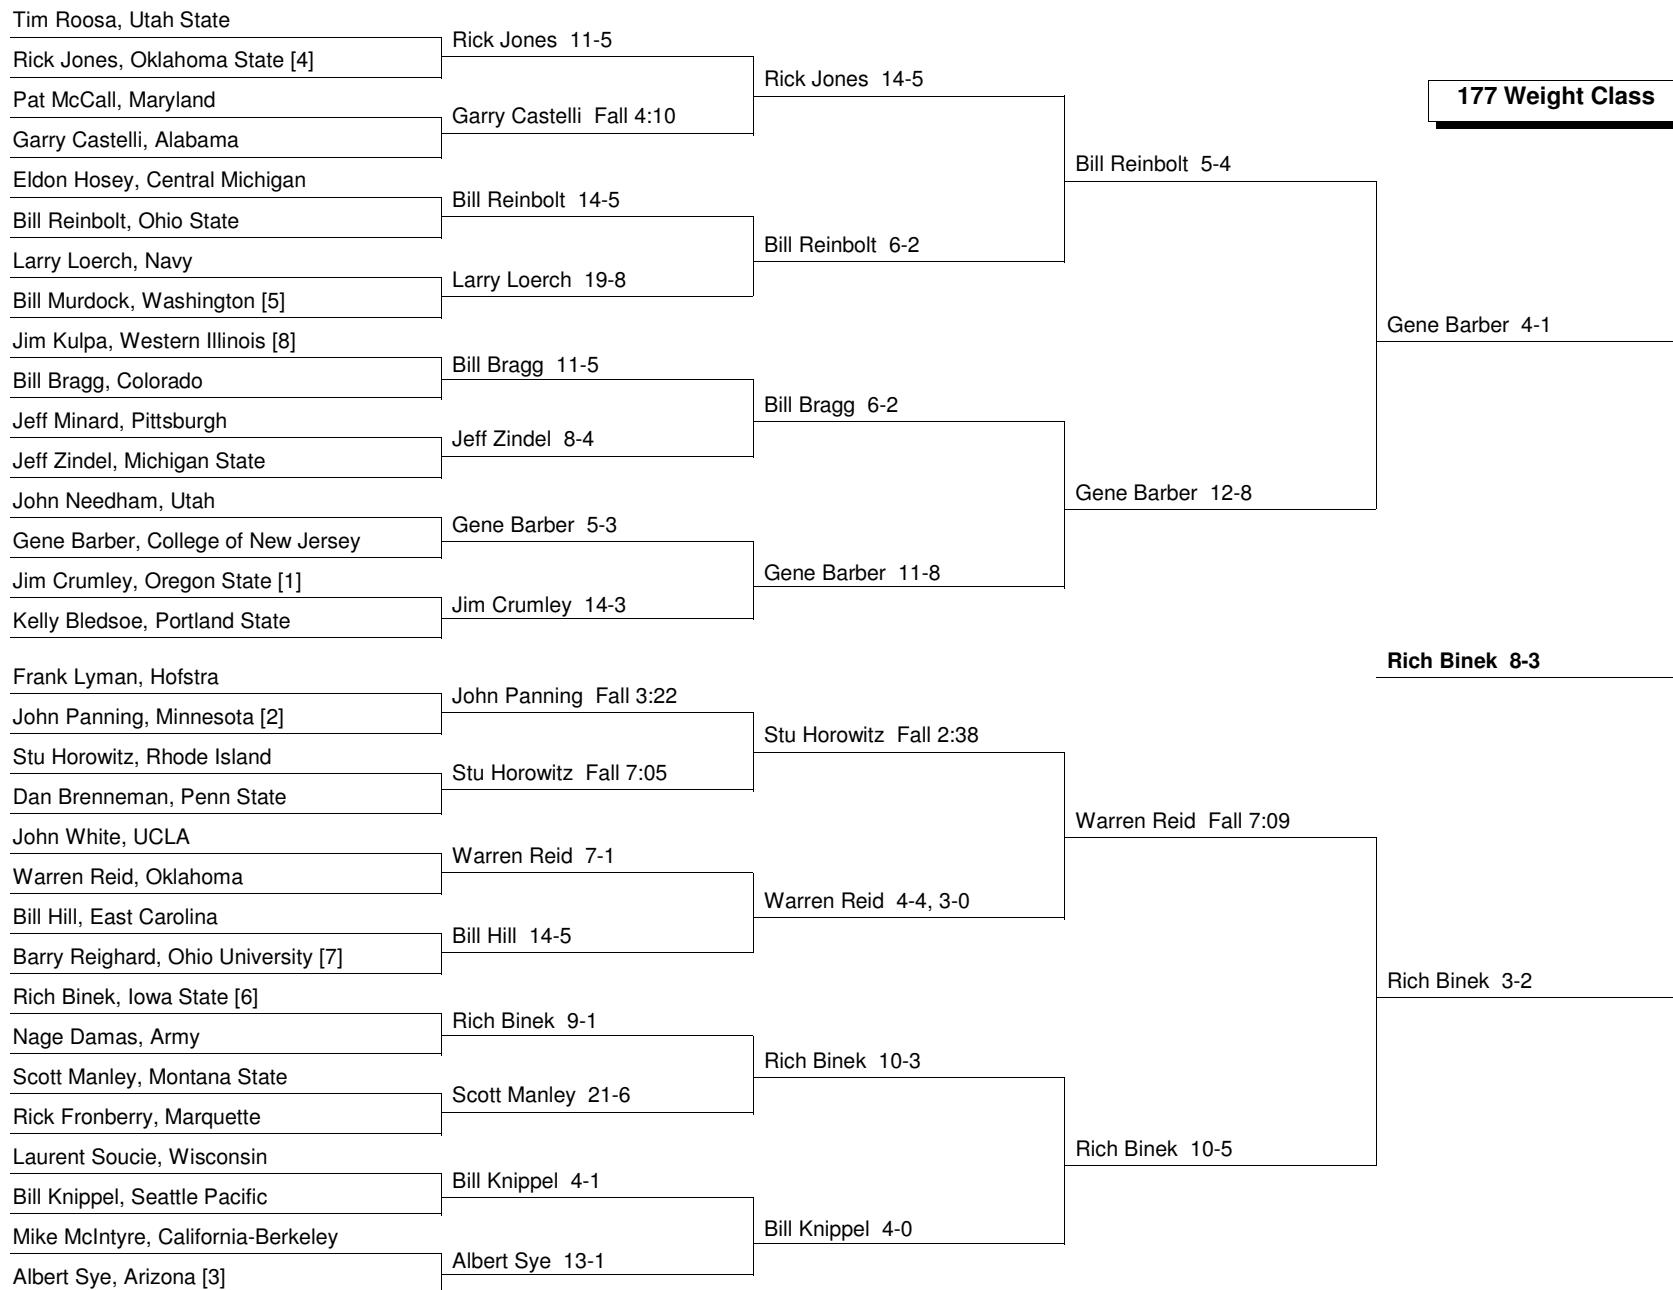 Tim Roosa, Utah State
Rick Jones, Oklahoma State [4]
Pat McCall, Maryland
Garry Castelli, Alabama
Eldon Hosey, Central Michigan
Bill Reinbolt, Ohio State
Larry Loerch, Navy
Bill Murdock, Washington [5]
Jim Kulpa, Western Illinois [8]
Bill Bragg, Colorado
Jeff Minard, Pittsburgh
Jeff Zindel, Michigan State
John Needham, Utah
Gene Barber, College of New Jersey
Jim Crumley, Oregon State [1]
Kelly Bledsoe, Portland State
Frank Lyman, Hofstra
John Panning, Minnesota [2]
Stu Horowitz, Rhode Island
Dan Brenneman, Penn State
John White, UCLA
Warren Reid, Oklahoma
Bill Hill, East Carolina
Barry Reighard, Ohio University [7]
Rich Binek, Iowa State [6]
Nage Damas, Army
Scott Manley, Montana State
Rick Fronberry, Marquette
Laurent Soucie, Wisconsin
Bill Knippel, Seattle Pacific
Mike McIntyre, California-Berkeley
Albert Sye, Arizona [3]
Rick Jones 11-5
Garry Castelli Fall 4:10
Bill Reinbolt 14-5
Larry Loerch 19-8
Bill Bragg 11-5
Jeff Zindel 8-4
Gene Barber 5-3
Jim Crumley 14-3
John Panning Fall 3:22
Stu Horowitz Fall 7:05
Warren Reid 7-1
Bill Hill 14-5
Rich Binek 9-1
Scott Manley 21-6
Bill Knippel 4-1
Albert Sye 13-1
Rick Jones 14-5
Bill Reinbolt 6-2
Bill Bragg 6-2
Gene Barber 11-8
Stu Horowitz Fall 2:38
Warren Reid 4-4, 3-0
Rich Binek 10-3
Bill Knippel 4-0
Bill Reinbolt 5-4
Gene Barber 12-8
Warren Reid Fall 7:09
Rich Binek 10-5
177 Weight Class
Gene Barber 4-1
Rich Binek 8-3
Rich Binek 3-2